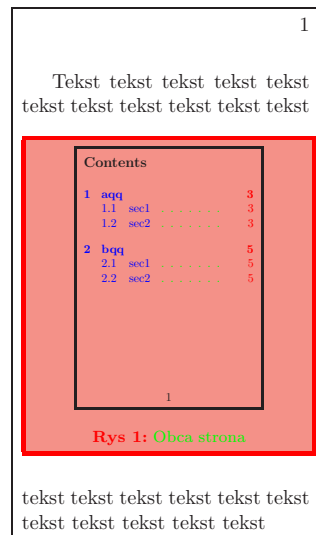 1
Tekst tekst tekst tekst tekst
tekst tekst tekst tekst tekst tekst
Contents
1 aqq 3
1.1 sec1 . . . . . . . 3
1.2 sec2 . . . . . . . 3
2 bqq 5
2.1 sec1 . . . . . . . 5
2.2 sec2 . . . . . . . 5
1
Rys 1: Obca strona
tekst tekst tekst tekst tekst tekst
tekst tekst tekst tekst tekst